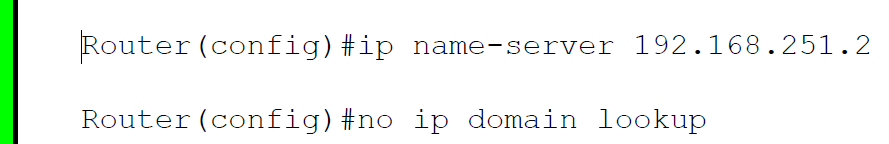 Router(config)#ip name-server 192.168.251.2
Router(config)#no ip domain lookup